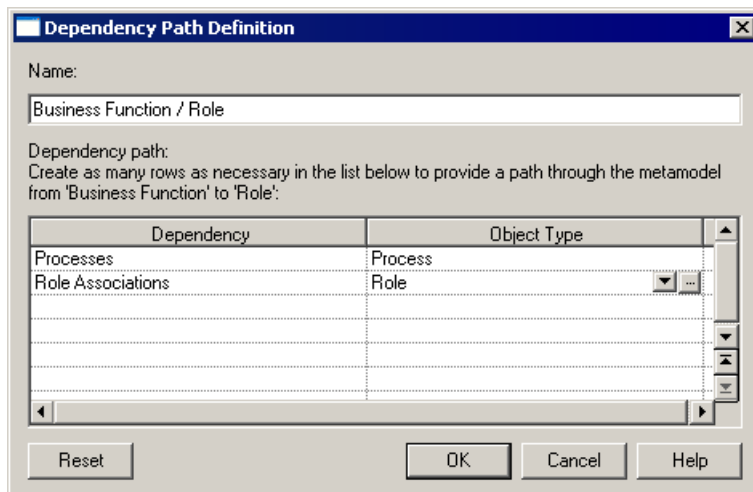 Dependency Path Definition
Name:
Business Function / Role
Dependency path:
Create as many rows as necessary in the list below to provide a path through the metamodel
from 'Business Function' to 'Role':
Dependency Object Type
Processes Process
Role Associations Role ...
Reset OK Cancel Help